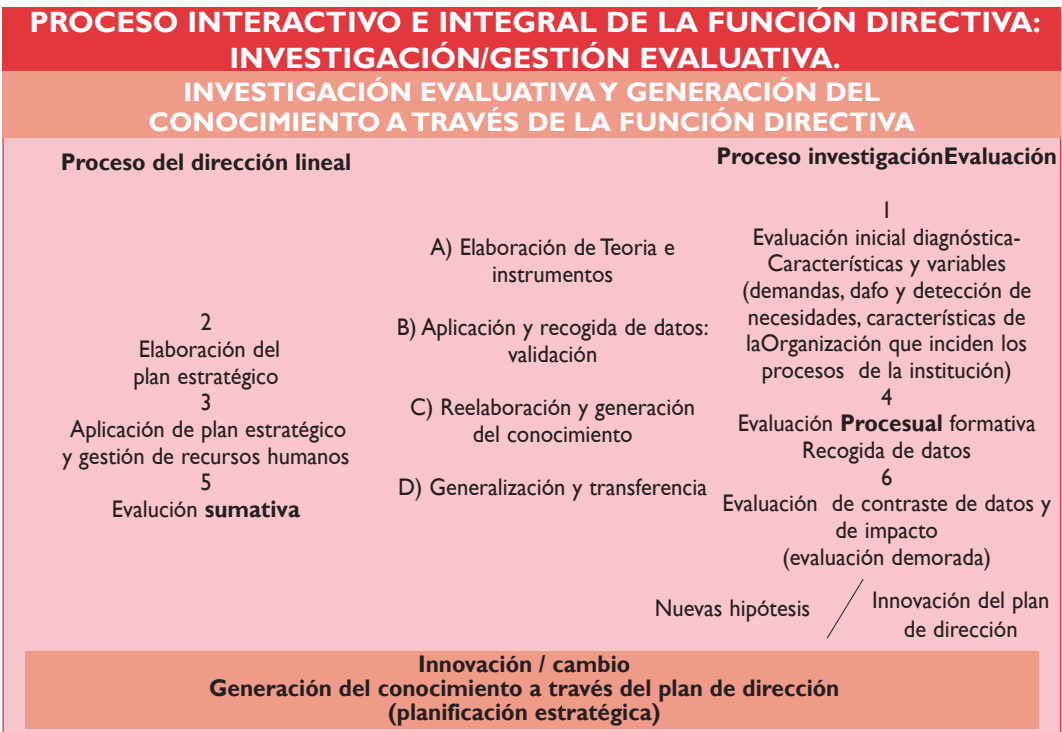 PROCESO INTERACTIVO E INTEGRAL DE LA FUNCIÓN DIRECTIVA:
INVESTIGACIÓN/GESTIÓN EVALUATIVA.
INVESTIGACIÓN EVALUATIVA Y GENERACIÓN DEL
CONOCIMIENTO A TRAVÉS DE LA FUNCIÓN DIRECTIVA
Proceso del dirección lineal
2
Elaboración del
plan estratégico
3
Aplicación de plan estratégico
y gestión de recursos humanos
5
Evalución sumativa
A) Elaboración de Teoria e
instrumentos
B) Aplicación y recogida de datos:
validación
C) Reelaboración y generación
del conocimiento
D) Generalización y transferencia
Proceso investigaciónEvaluación
1
Evaluación inicial diagnóstica-
Características y variables
(demandas, dafo y detección de
necesidades, características de
laOrganización que inciden los
procesos de la institución)
4
Evaluación Procesual formativa
Recogida de datos
6
Evaluación de contraste de datos y
de impacto
(evaluación demorada)
Nuevas hipótesis
Innovación del plan
de dirección
Innovación / cambio
Generación del conocimiento a través del plan de dirección
(planificación estratégica)